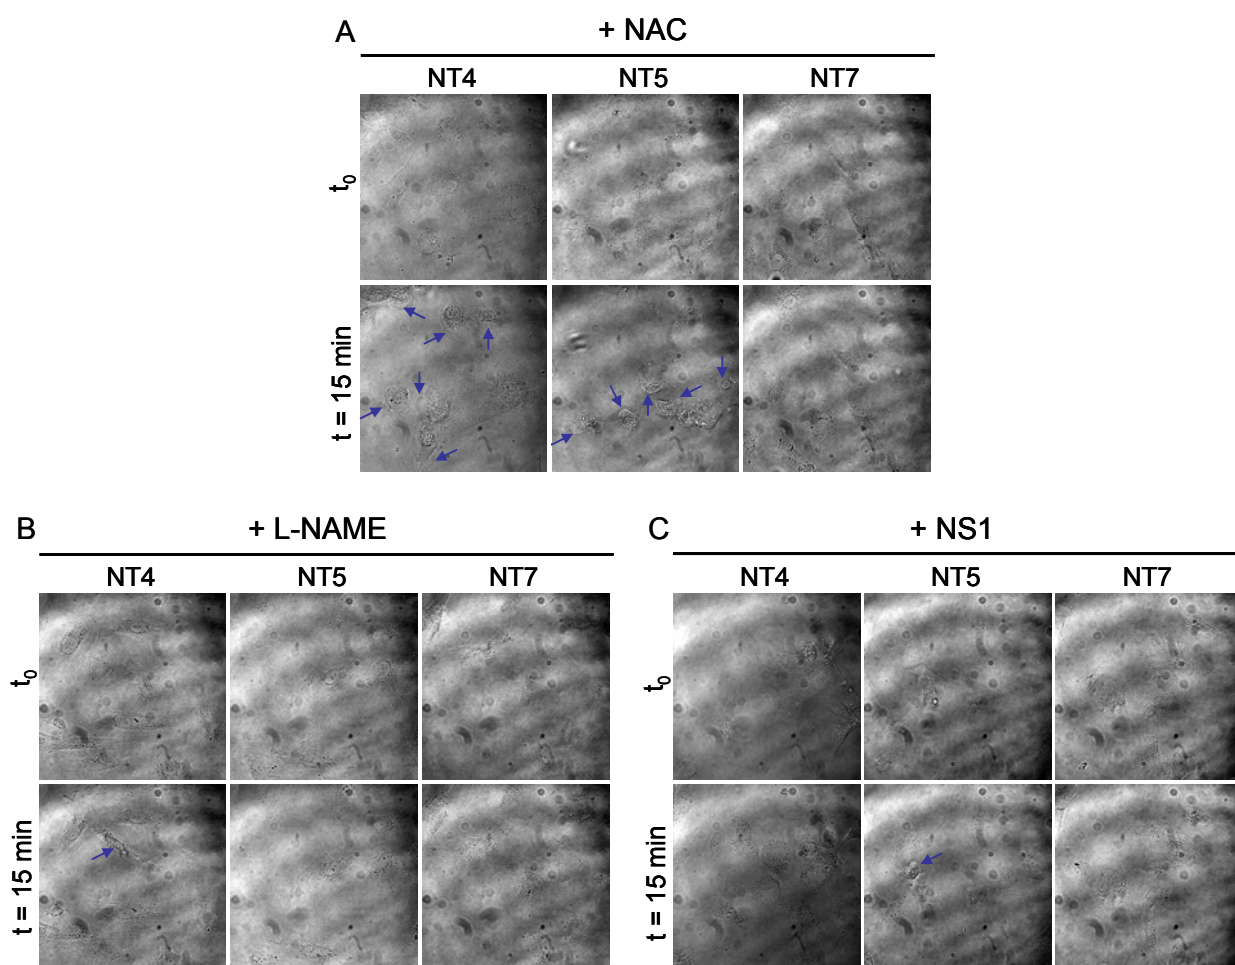 A
+ NAC
NT4 NT5 NT7
t0
t = 15 min
B
+ L-NAME
NT4 NT5 NT7
t0
t = 15 min
C
+ NS1
NT4 NT5 NT7
t0
t = 15 min